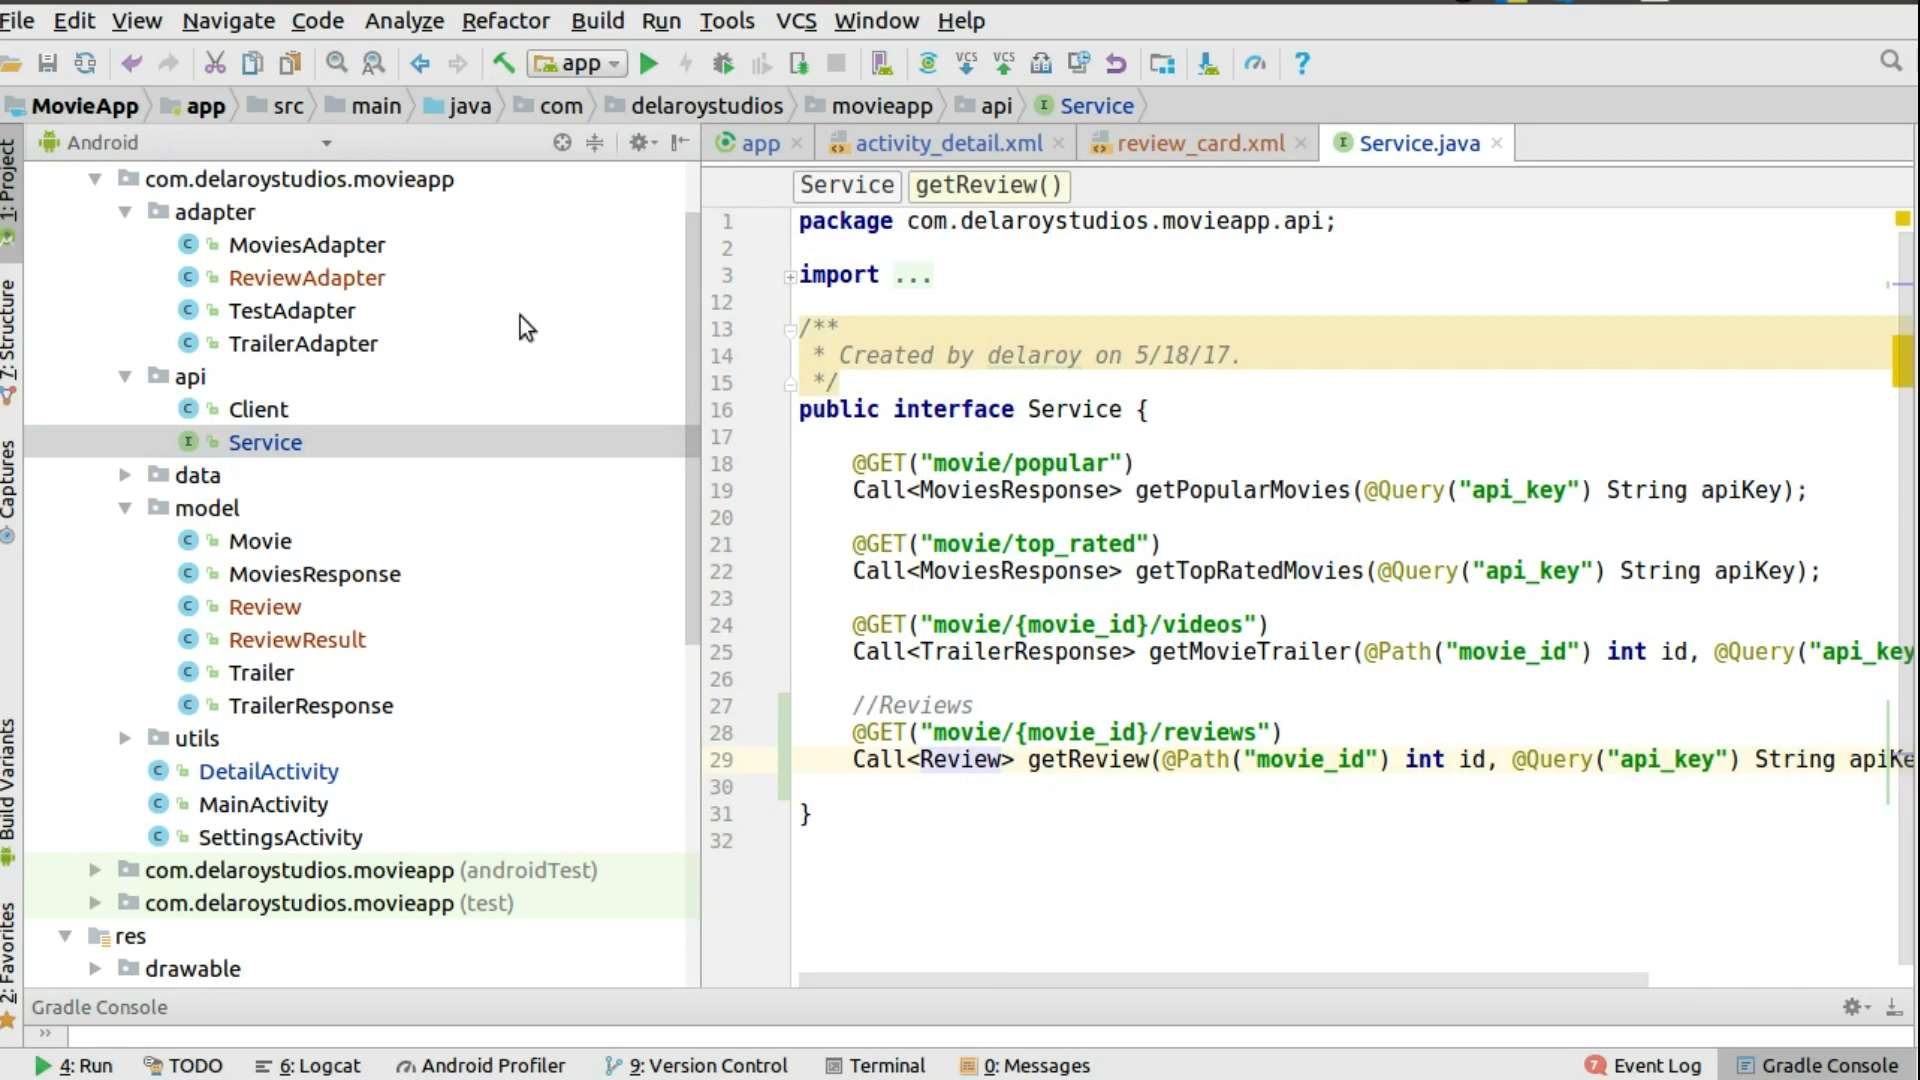 File Edit View Navigate Code Analyze Refactor Build Run Tools VCS Window Help
app VCS VCS ?
MovieApp app src main java com delaroystudios movieapp api I Service
Android
app activity_detail.xml review_card.xml Service.java
Service getReview()
1: Project
7: Structure
Captures
Build Variants
2: Favorites
com.delaroystudios.movieapp
adapter
MoviesAdapter
ReviewAdapter
TestAdapter
TrailerAdapter
api
Client
Service
data
model
Movie
MoviesResponse
Review
ReviewResult
Trailer
TrailerResponse
utils
DetailActivity
MainActivity
SettingsActivity
com.delaroystudios.movieapp (androidTest)
com.delaroystudios.movieapp (test)
res
drawable
1 package com.delaroystudios.movieapp.api;
2
3 import ...
12
13 /**
14 * Created by delaroy on 5/18/17.
15 */
16 public interface Service {
17
18 @GET("movie/popular")
19 Call<MoviesResponse> getPopularMovies(@Query("api_key") String apiKey);
20
21 @GET("movie/top_rated")
22 Call<MoviesResponse> getTopRatedMovies(@Query("api_key") String apiKey);
23
24 @GET("movie/{movie_id}/videos")
25 Call<TrailerResponse> getMovieTrailer(@Path("movie_id") int id, @Query("api_key
26
27 //Reviews
28 @GET("movie/{movie_id}/reviews")
29 Call<Review> getReview(@Path("movie_id") int id, @Query("api_key") String apiKe
30
31 }
32
Gradle Console
4: Run TODO 6: Logcat Android Profiler 9: Version Control Terminal 0: Messages 7 Event Log Gradle Console